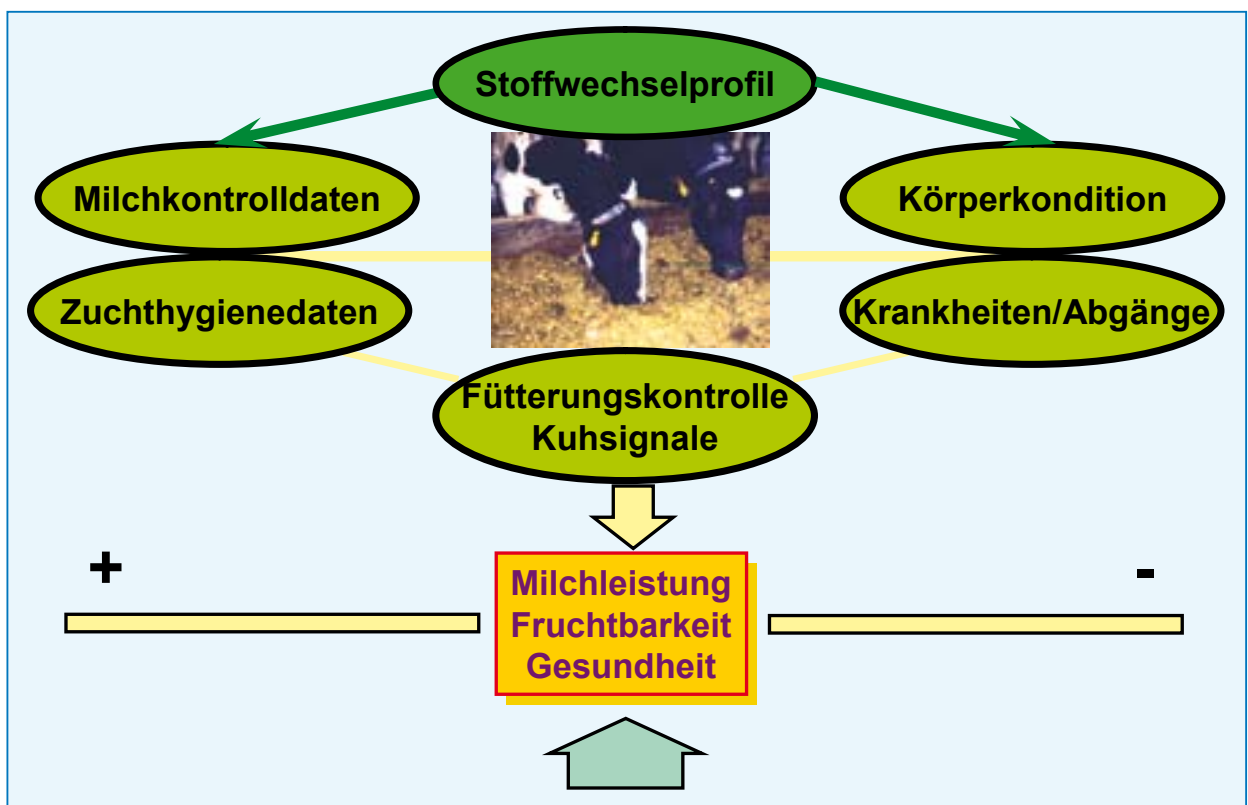 Stoffwechselprofil
Milchkontrolldaten
Körperkondition
Zuchthygienedaten
Krankheiten/Abgänge
Fütterungskontrolle
Kuhsignale
+
-
Milchleistung
Fruchtbarkeit
Gesundheit